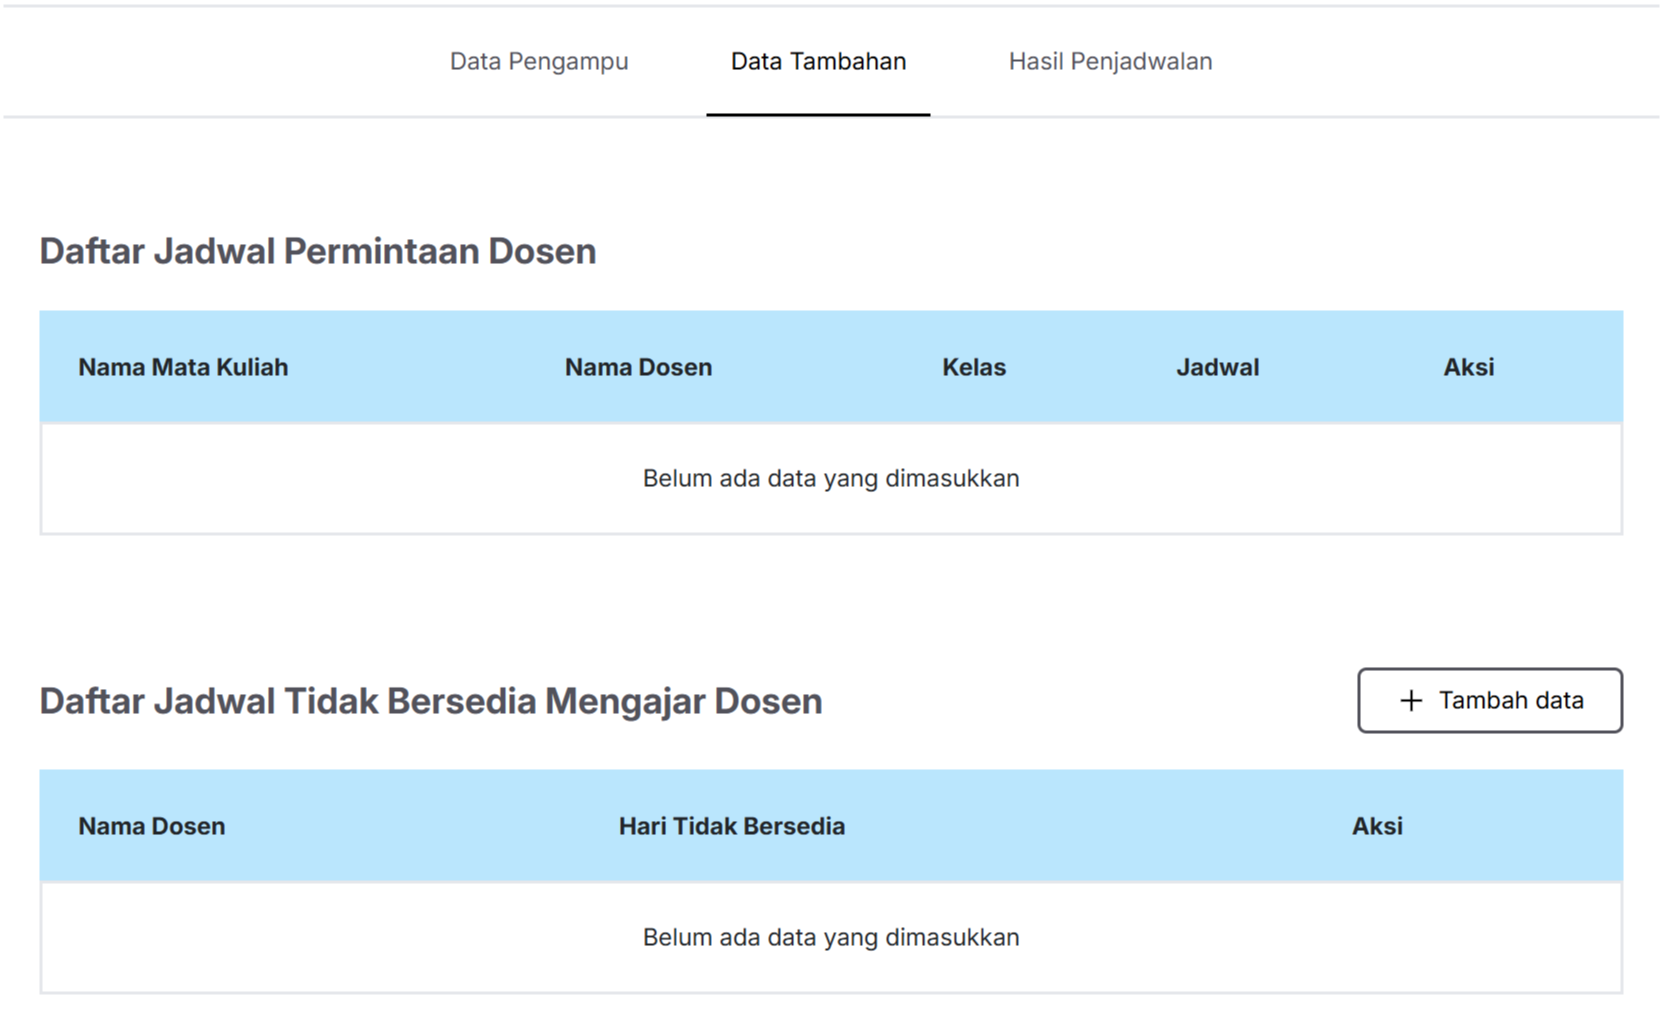 Data Pengampu Data Tambahan Hasil Penjadwalan
Daftar Jadwal Permintaan Dosen
Nama Mata Kuliah Nama Dosen Kelas Jadwal Aksi
Belum ada data yang dimasukkan
Daftar Jadwal Tidak Bersedia Mengajar Dosen + Tambah data
Nama Dosen Hari Tidak Bersedia Aksi
Belum ada data yang dimasukkan